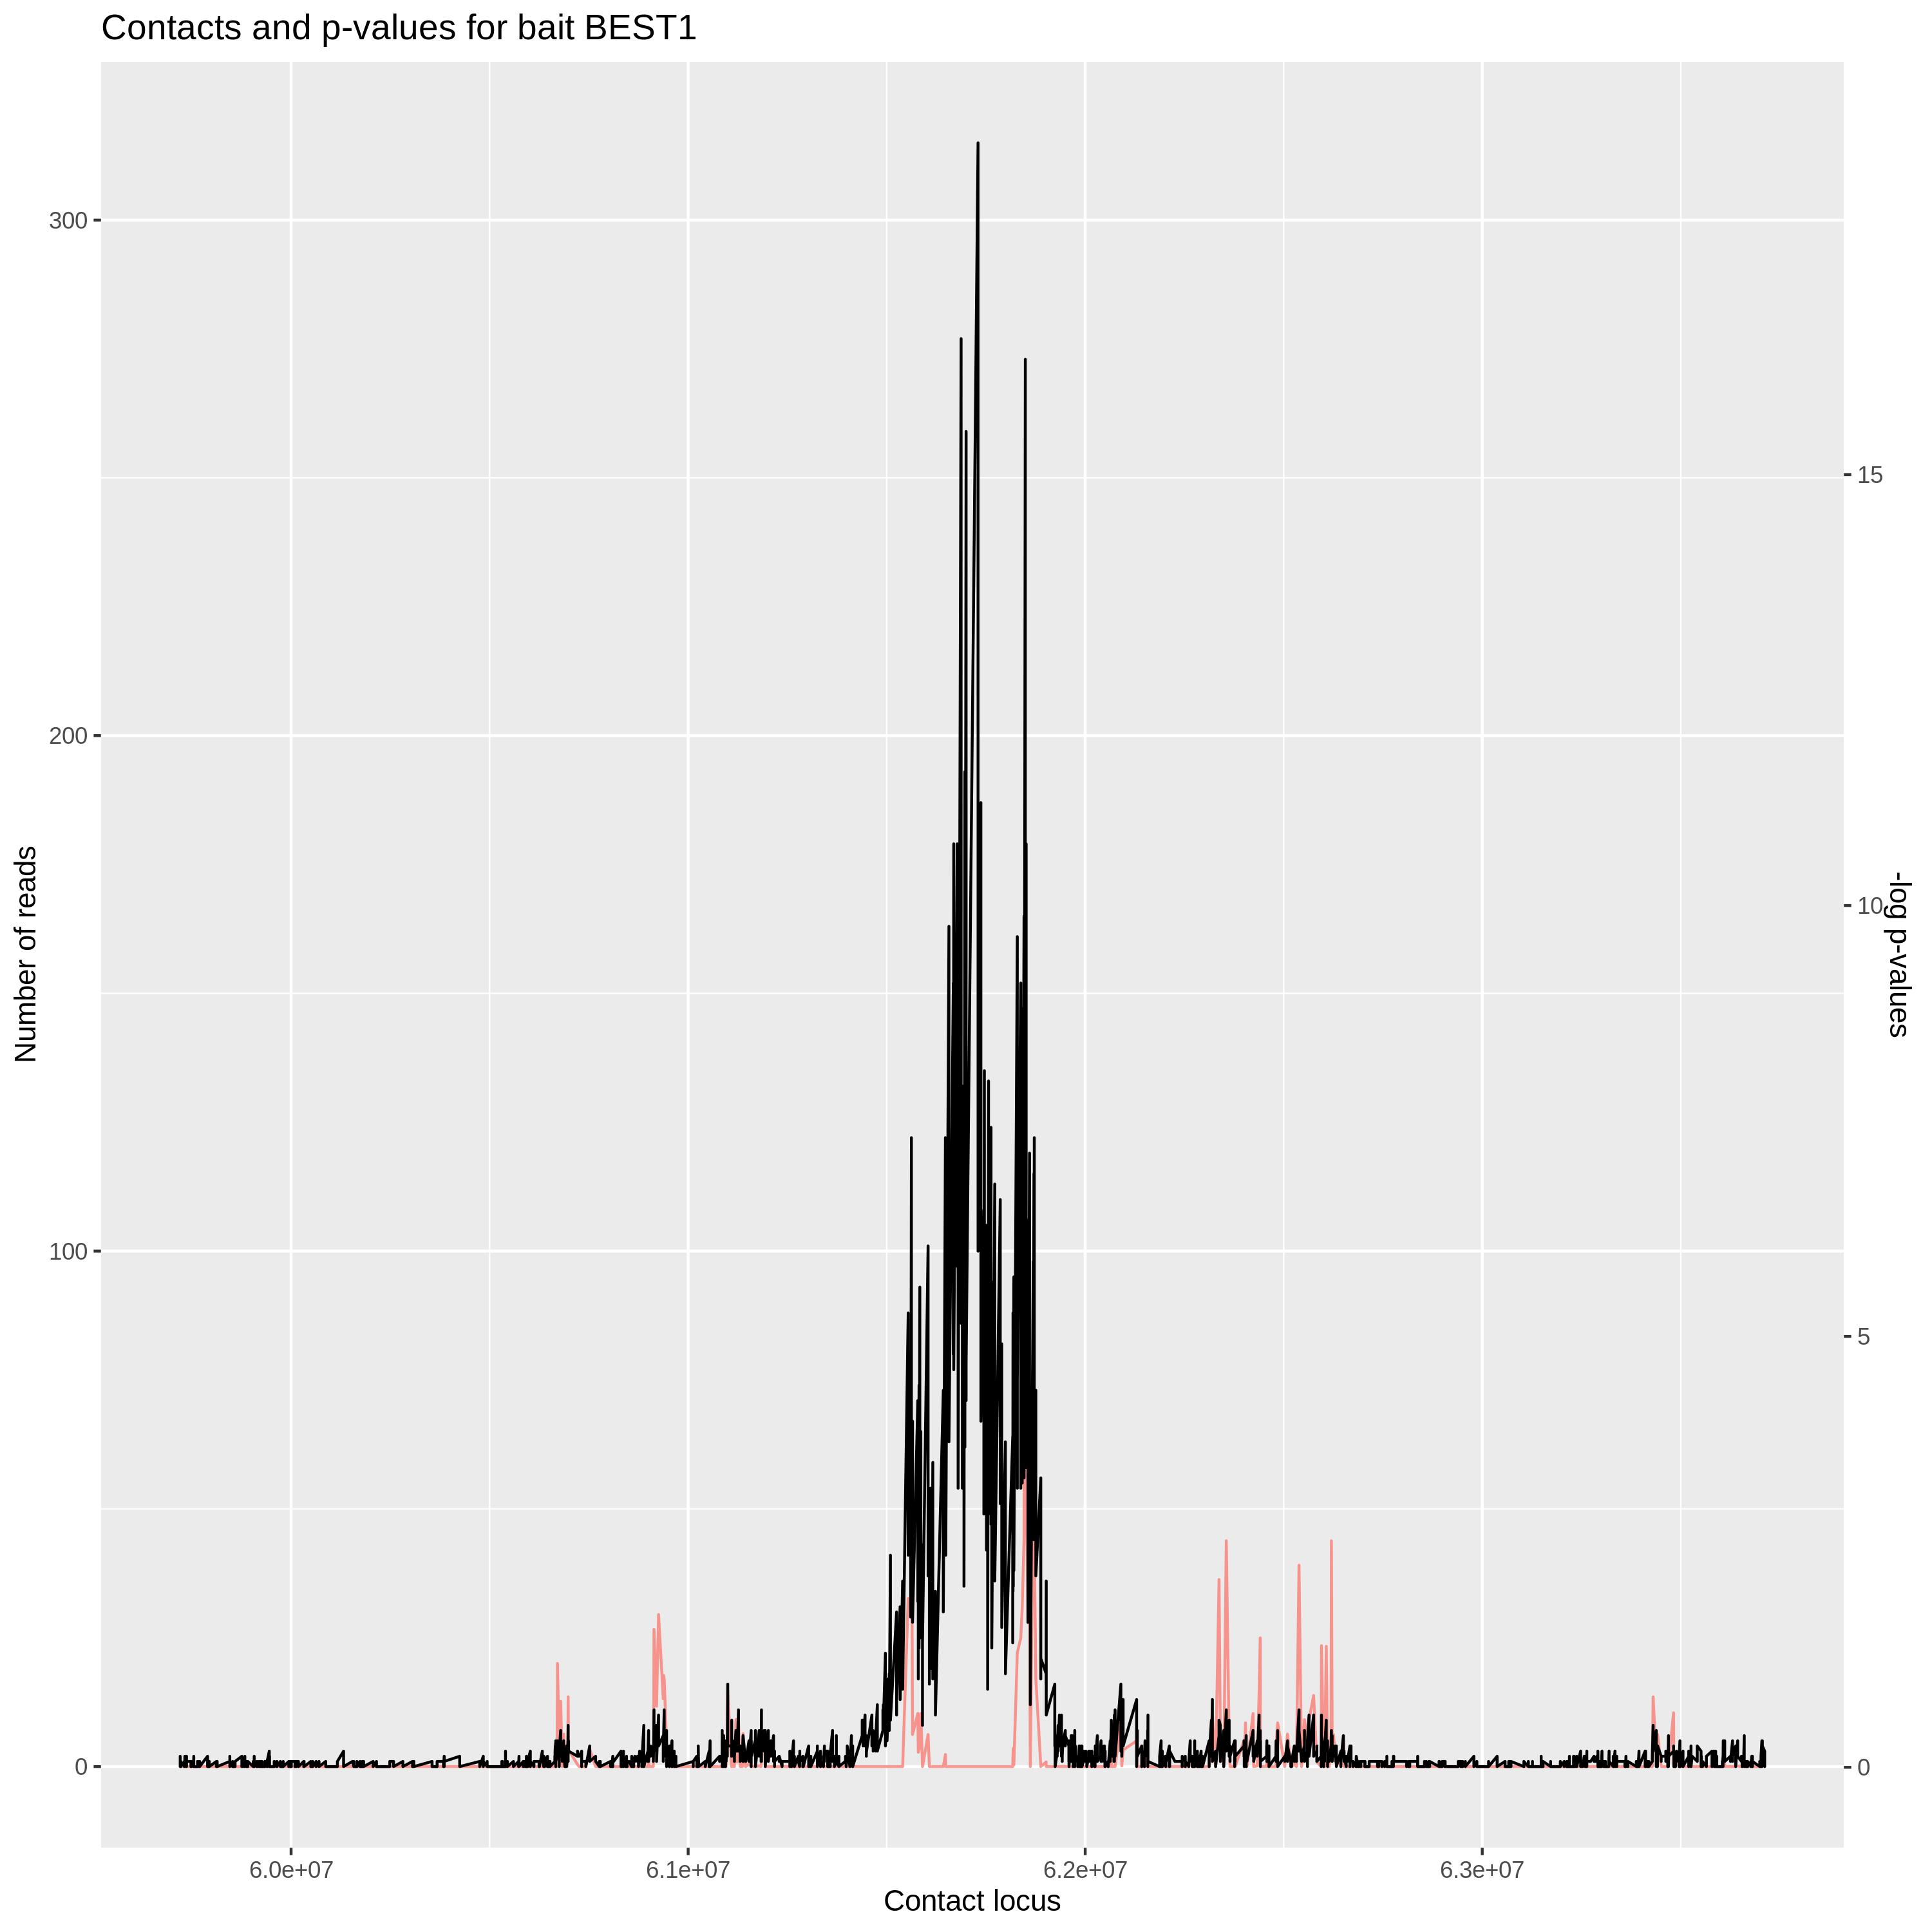 Contacts and p-values for bait BEST1
300
200
100
0
Number of reads
15
10
5
0
-log p-values
6.0e+07
6.1e+07
6.2e+07
6.3e+07
Contact locus